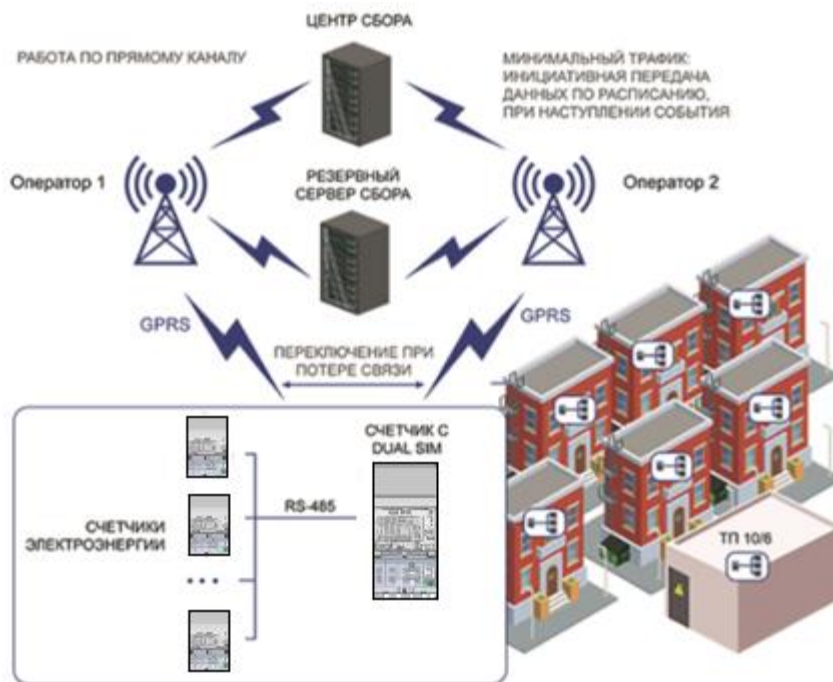 ЦЕНТР СБОРА
РАБОТА ПО ПРЯМОМУ КАНАЛУ
МИНИМАЛЬНЫЙ ТРАФИК:
ИНИЦИАТИВНАЯ ПЕРЕДАЧА
ДАННЫХ ПО РАСПИСАНИЮ,
ПРИ НАСТУПЛЕНИИ СОБЫТИЯ
Оператор 1
РЕЗЕРВНЫЙ
СЕРВЕР СБОРА
Оператор 2
GPRS
GPRS
ПЕРЕКЛЮЧЕНИЕ ПРИ
ПОТЕРЕ СВЯЗИ
СЧЕТЧИК С
DUAL SIM
RS-485
СЧЕТЧИКИ
ЭЛЕКТРОЭНЕРГИИ
ТП 10/6